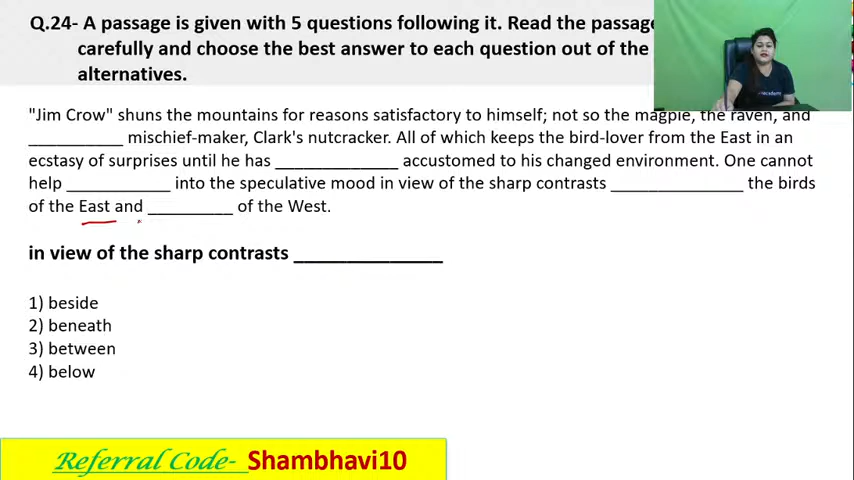 Q.24- A passage is given with 5 questions following it. Read the passage
carefully and choose the best answer to each question out of the
alternatives.
"Jim Crow" shuns the mountains for reasons satisfactory to himself; not so the magpie, the raven, and
__________ mischief-maker, Clark's nutcracker. All of which keeps the bird-lover from the East in an
ecstasy of surprises until he has _____________ accustomed to his changed environment. One cannot
help ___________ into the speculative mood in view of the sharp contrasts ______________ the birds
of the East and _________ of the West.
in view of the sharp contrasts ______________
1) beside
2) beneath
3) between
4) below
Referral Code- Shambhavi10